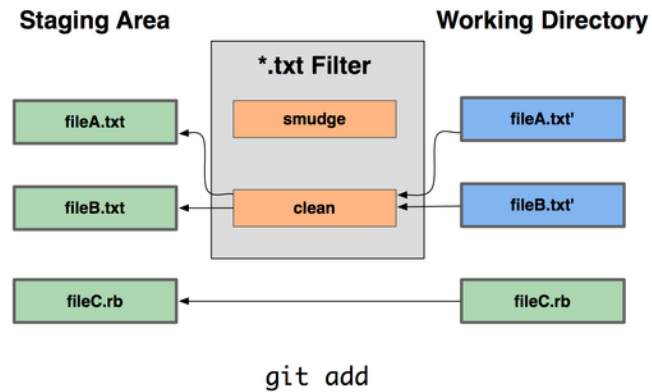 Staging Area
Working Directory
*.txt Filter
fileA.txt
smudge
fileA.txt'
fileB.txt
clean
fileB.txt'
fileC.rb
fileC.rb
git add